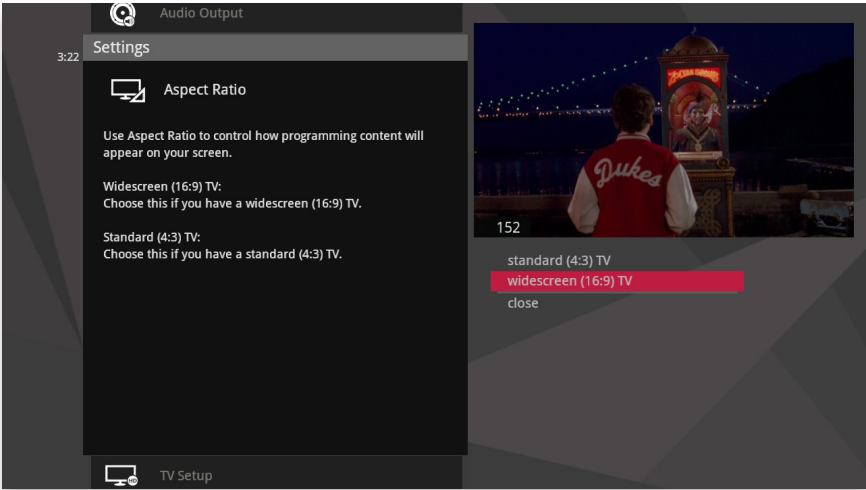 Audio Output
3:22
Settings
Aspect Ratio
Use Aspect Ratio to control how programming content will
appear on your screen.
Widescreen (16:9) TV:
Choose this if you have a widescreen (16:9) TV.
Standard (4:3) TV:
Choose this if you have a standard (4:3) TV.
TV Setup
HD
ZOLTAR SPEAKS
Dukes
152
standard (4:3) TV
widescreen (16:9) TV
close